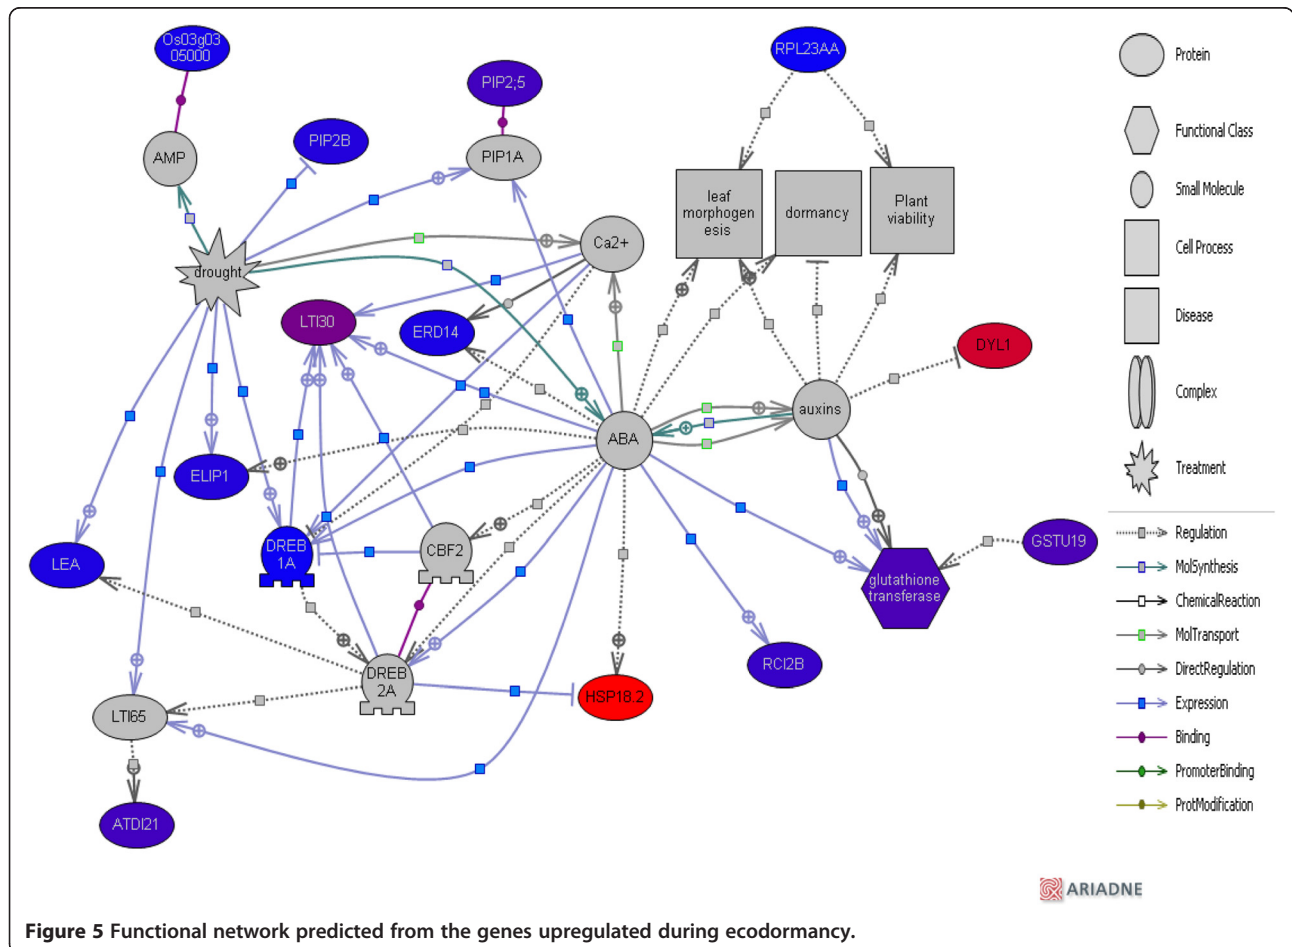 Os03g03
05000
PIP2;5
RPL23AA
PIP2B
AMP
PIP1A
leaf
morphogen
esis
dormancy
Plant
viability
Ca2+
drought
LTI30
ERD14
DYL1
auxins
ABA
ELIP1
DREB
1A
CBF2
LEA
GSTU19
glutathione
transferase
RCI2B
DREB
2A
HSP18.2
LTI65
ATDI21
Protein
Functional Class
Small Molecule
Cell Process
Disease
Complex
Treatment
Regulation
MolSynthesis
ChemicalReaction
MolTransport
DirectRegulation
Expression
Binding
PromoterBinding
ProtModification
ARIADNE
Figure 5 Functional network predicted from the genes upregulated during ecodormancy.